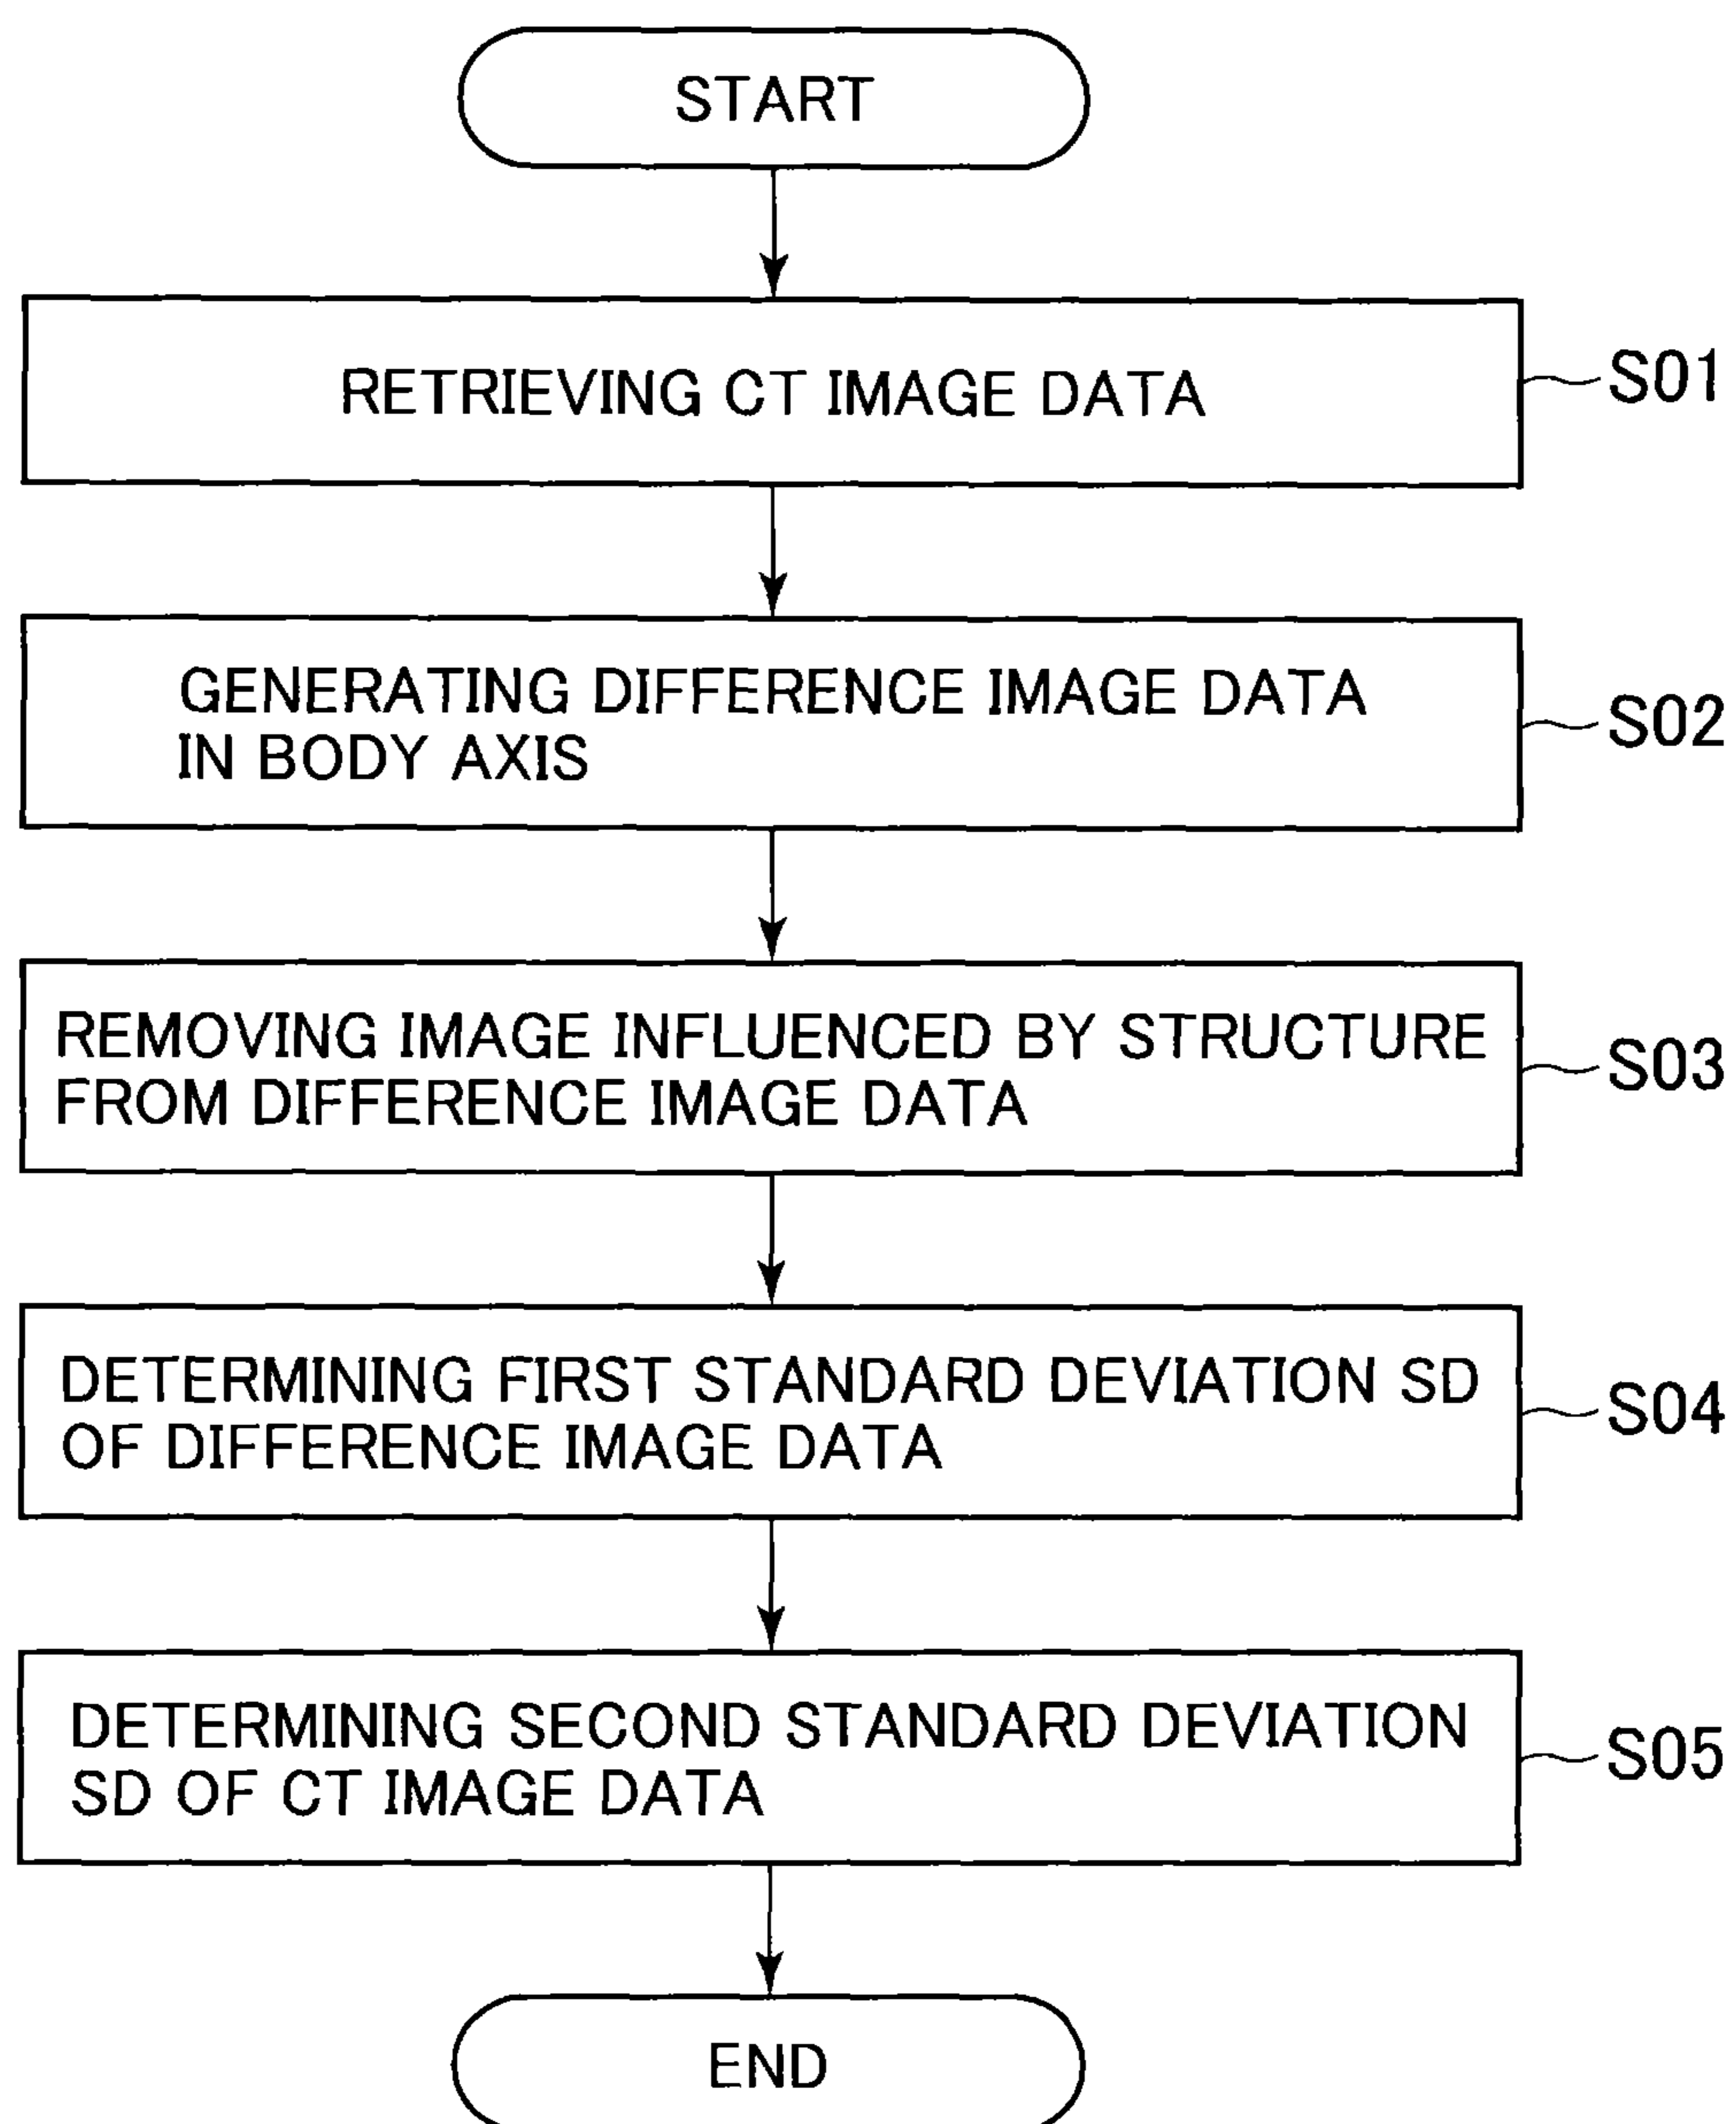 START
RETRIEVING CT IMAGE DATA
S01
GENERATING DIFFERENCE IMAGE DATA
IN BODY AXIS
S02
REMOVING IMAGE INFLUENCED BY STRUCTURE
FROM DIFFERENCE IMAGE DATA
S03
DETERMINING FIRST STANDARD DEVIATION SD
OF DIFFERENCE IMAGE DATA
S04
DETERMINING SECOND STANDARD DEVIATION
SD OF CT IMAGE DATA
S05
END